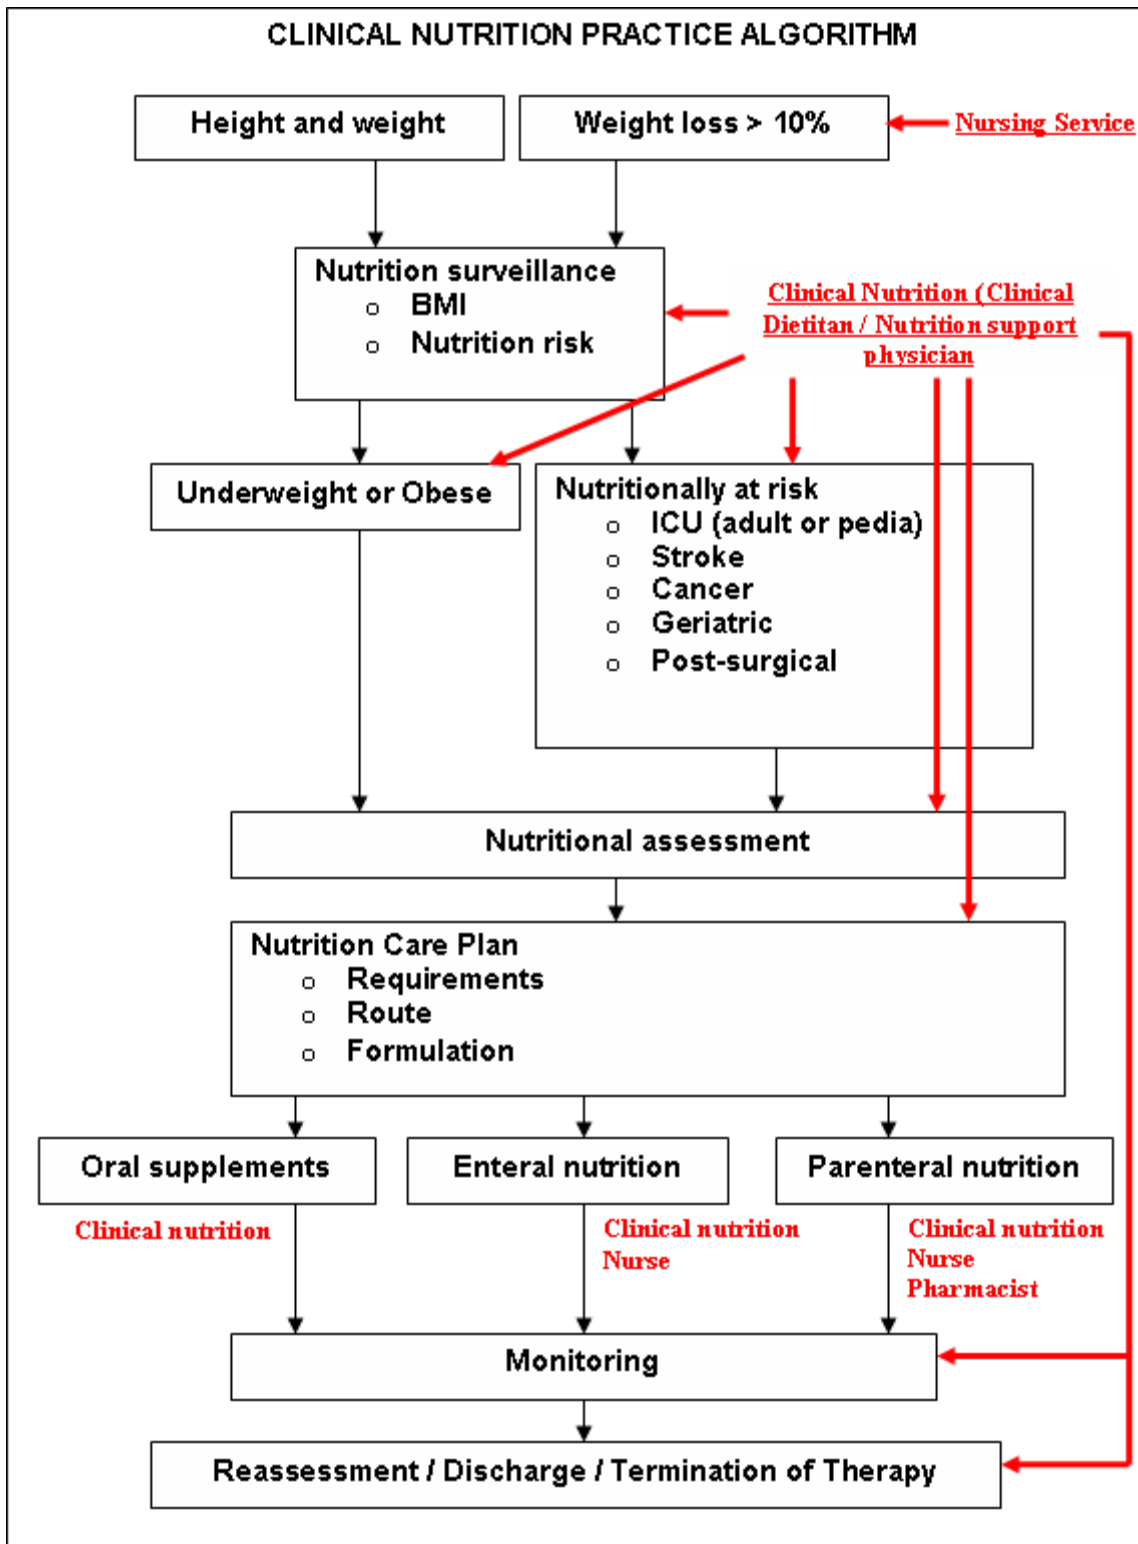 CLINICAL NUTRITION PRACTICE ALGORITHM
Height and weight
Weight loss > 10%
Nursing Service
Nutrition surveillance
o BMI
o Nutrition risk
Clinical Nutrition (Clinical
Dietitan / Nutrition support
physician
Underweight or Obese
Nutritionally at risk
o ICU (adult or pedia)
o Stroke
o Cancer
o Geriatric
o Post-surgical
Nutritional assessment
Nutrition Care Plan
o Requirements
o Route
o Formulation
Oral supplements
Enteral nutrition
Parenteral nutrition
Clinical nutrition
Clinical nutrition
Nurse
Clinical nutrition
Nurse
Pharmacist
Monitoring
Reassessment / Discharge / Termination of Therapy